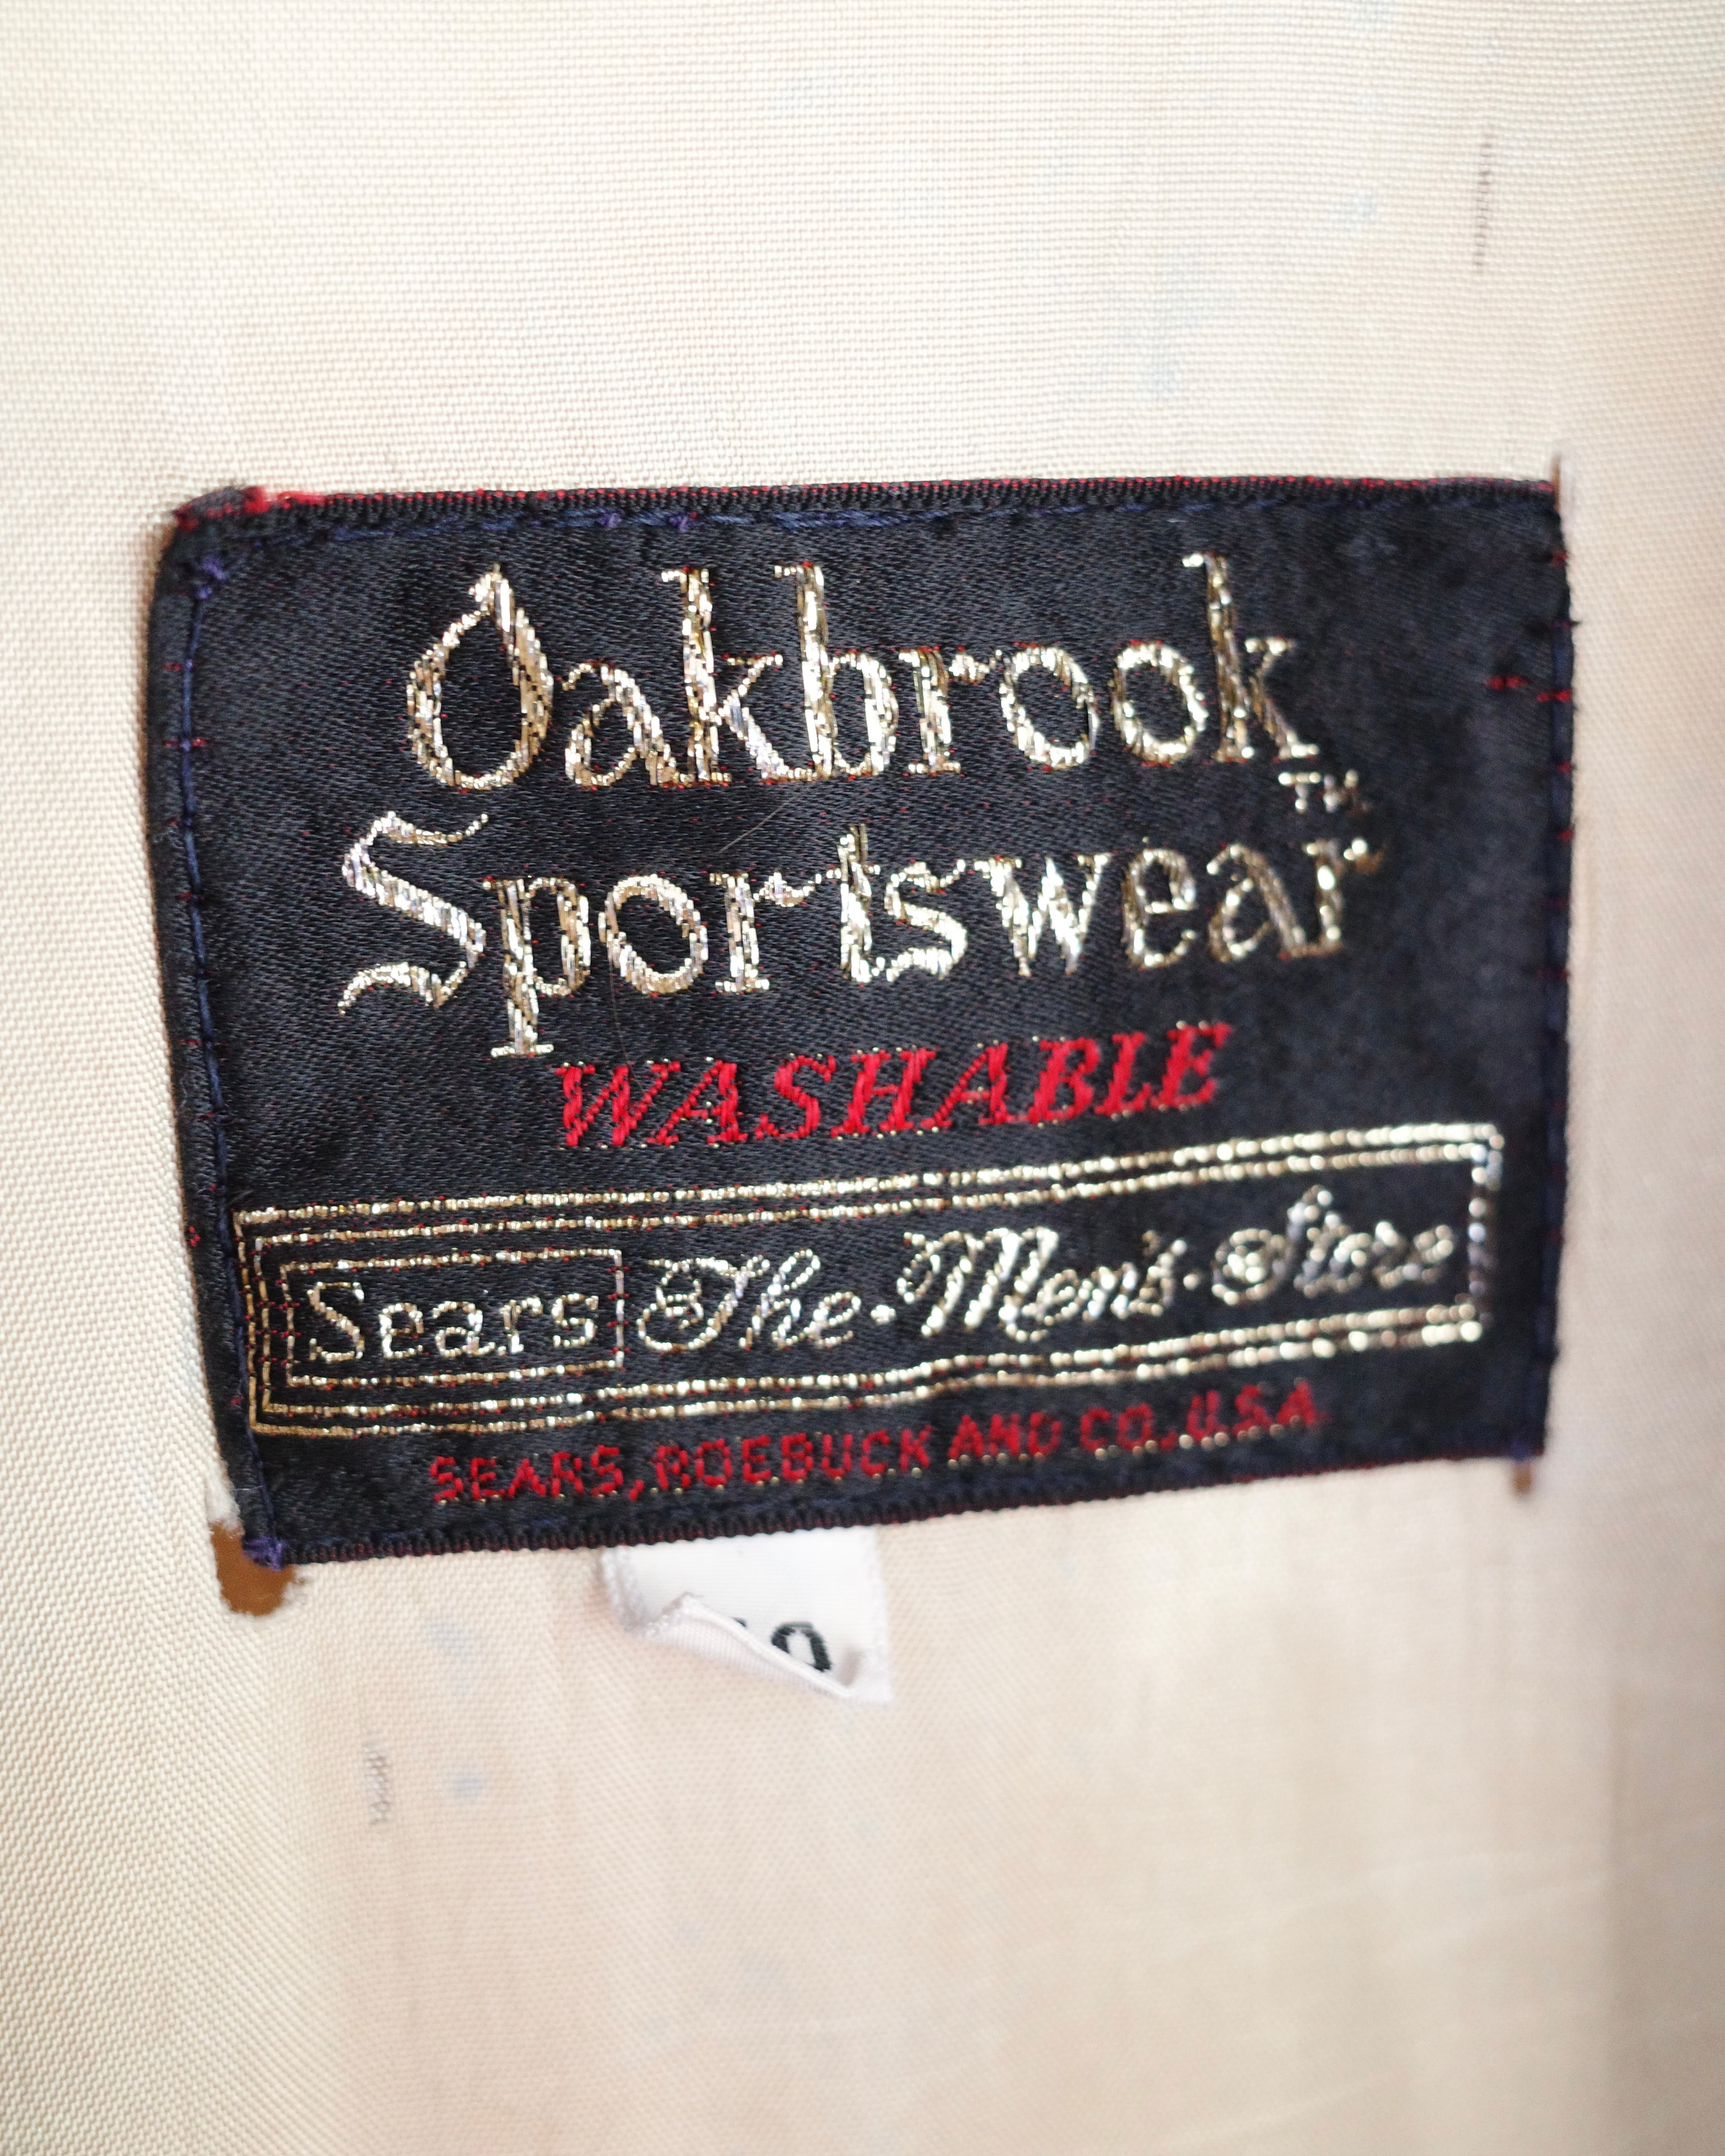 Oakbrook
TM.
Sportswear
WASHABLE
Sears The·Men's·Store
SEARS, ROEBUCK AND CO., U.S.A.